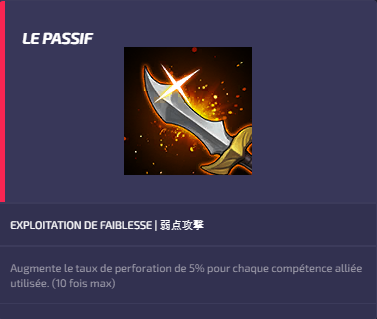 LE PASSIF
EXPLOITATION DE FAIBLESSE | 弱点攻撃
Augmente le taux de perforation de 5% pour chaque compétence alliée
utilisée. (10 fois max)